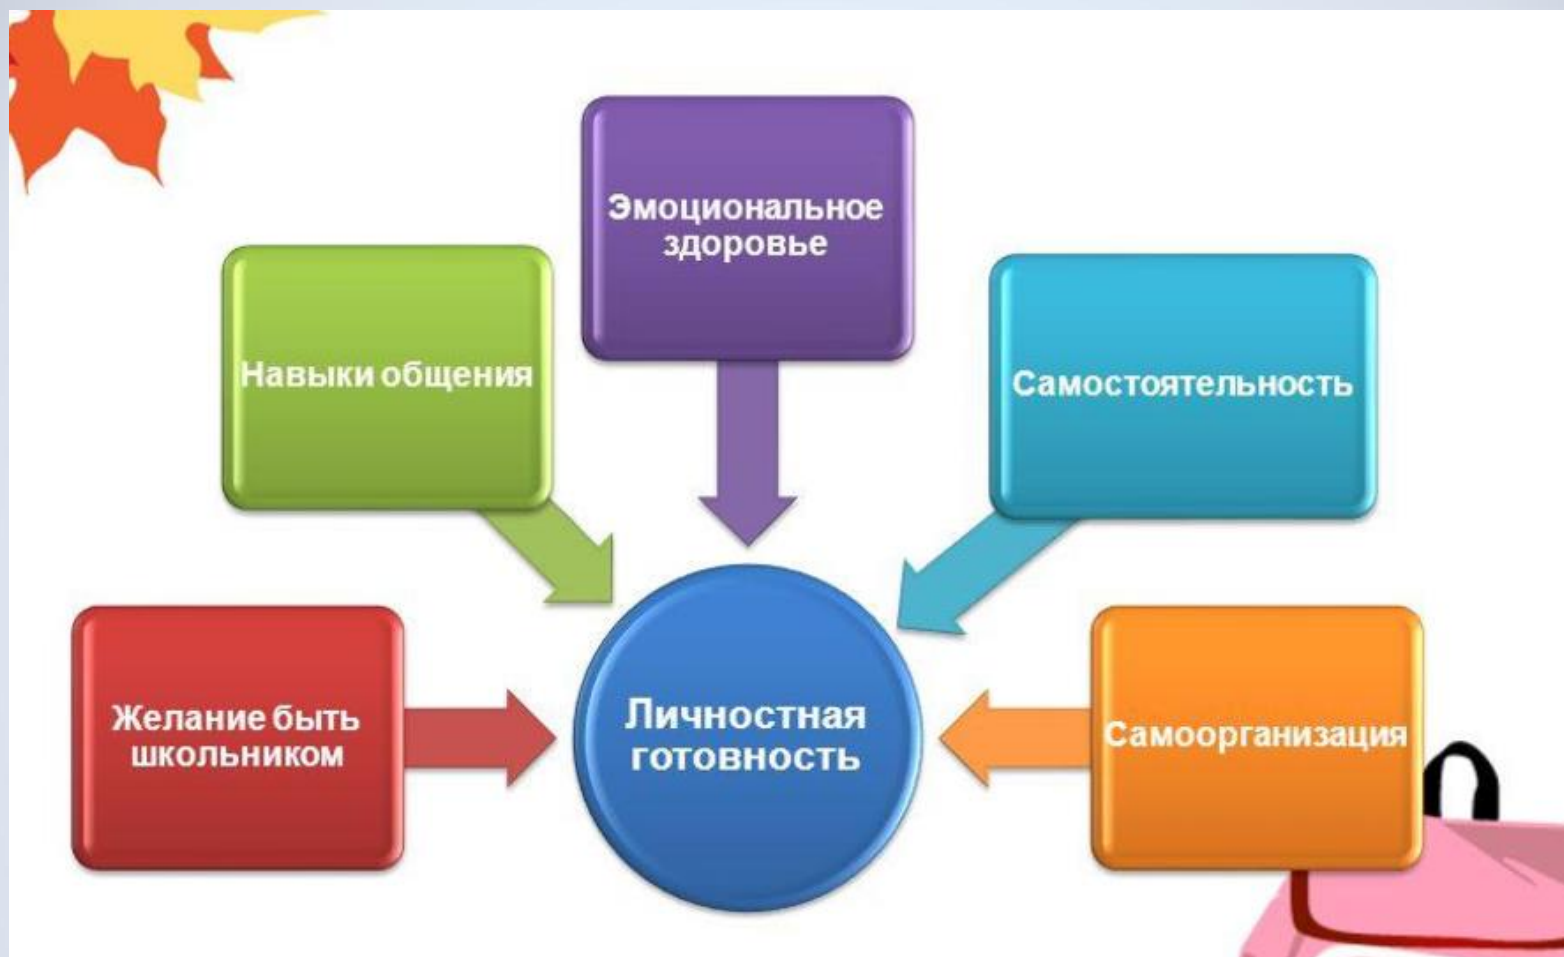 Эмоциональное
здоровье
Навыки общения
Самостоятельность
Желание быть
школьником
Личностная
готовность
Самоорганизация